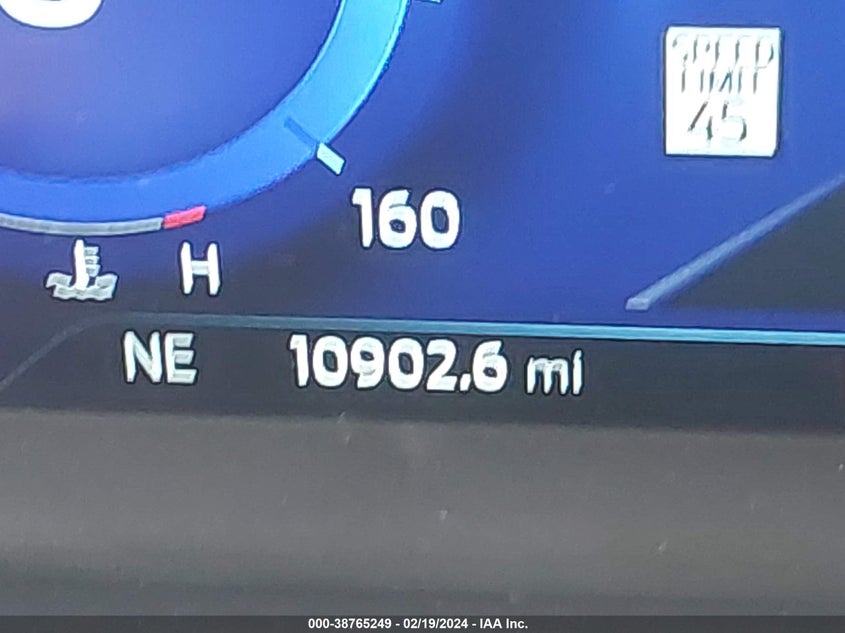 SPEED
LIMIT
45
160
H
NE 10902.6 mi
000-38765249 - 02/19/2024 - IAA Inc.